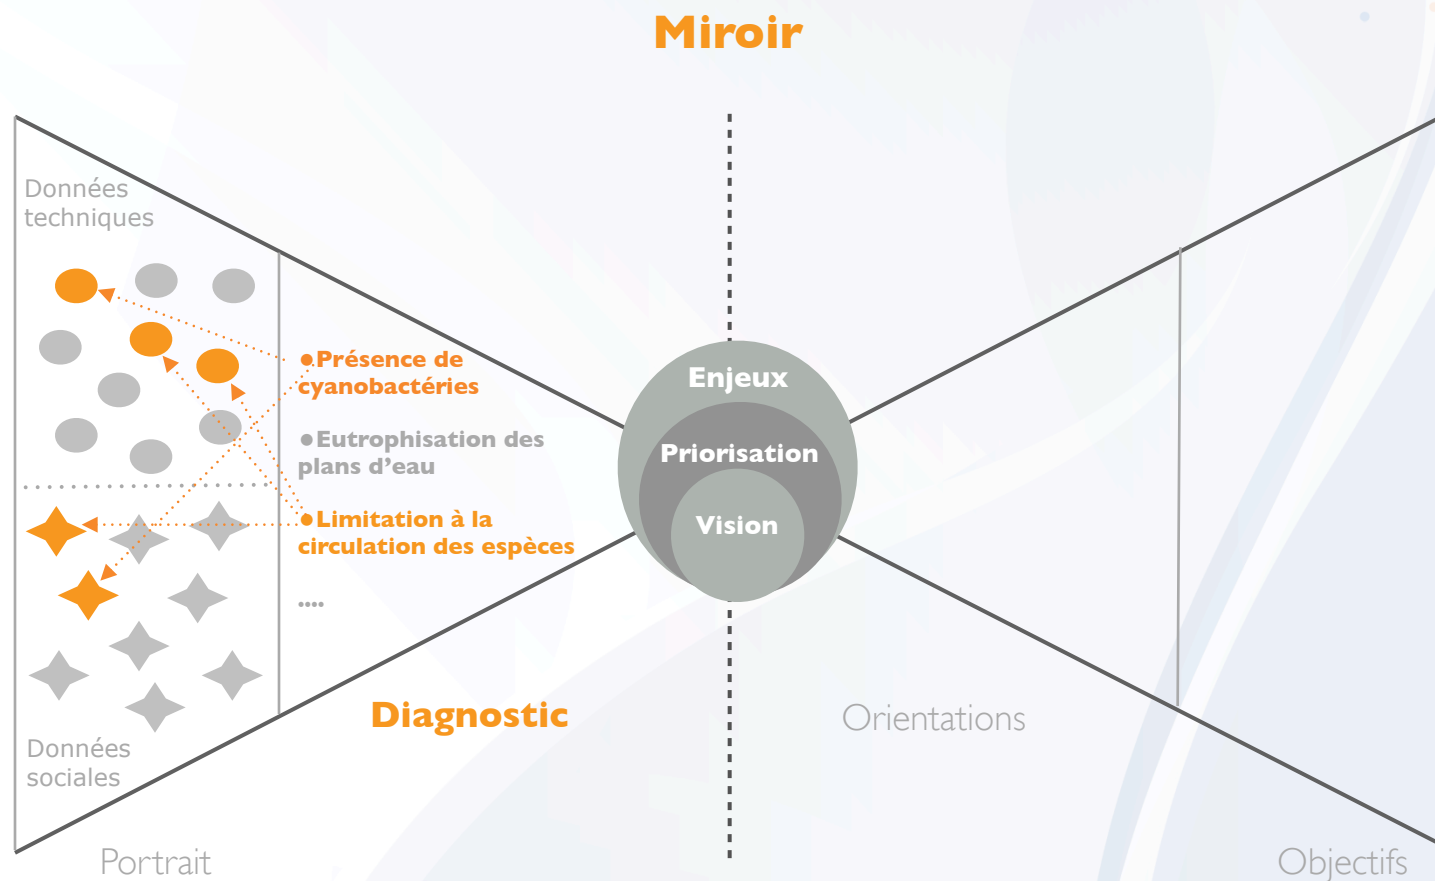 Miroir
Données
techniques
•Présence de
cyanobactéries
•Eutrophisation des
plans d’eau
•Limitation à la
circulation des espèces
....
Données
sociales
Enjeux
Priorisation
Vision
Diagnostic
Orientations
Portrait
Objectifs